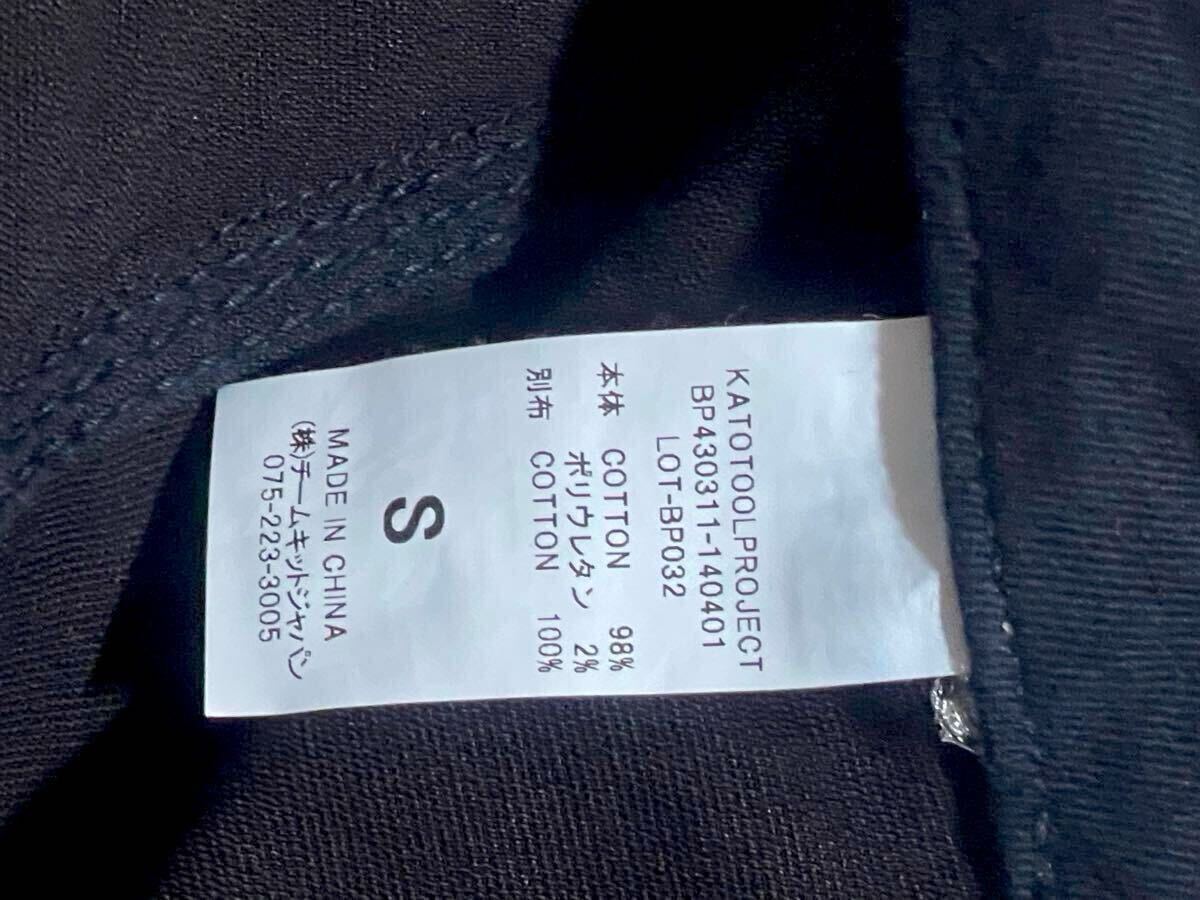 KATOTOOLPROJECT
BP430311-140401
LOT-BP032
本体 COTTON 98%
ポリウレタン 2%
別布 COTTON 100%
S
MADE IN CHINA
(株)チームキットジャパン
075-223-3005